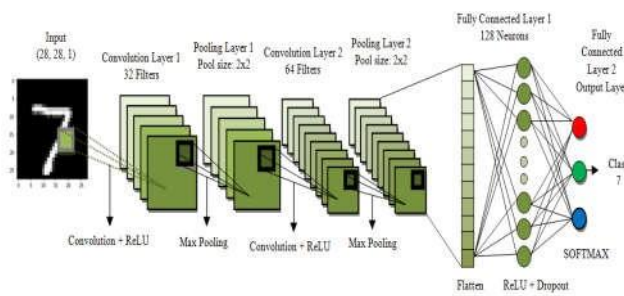 Input
(28, 28, 1)
Convolution Layer 1
32 Filters
Pooling Layer 1
Pool size: 2x2
Convolution Layer 2
64 Filters
Pooling Layer 2
Pool size: 2x2
Fully Connected Layer 1
128 Neurons
Fully
Connected
Layer 2
Output Laye
Clas
7
SOFTMAX
Convolution + ReLU
Max Pooling
Convolution + ReLU
Max Pooling
Flatten
ReLU + Dropout